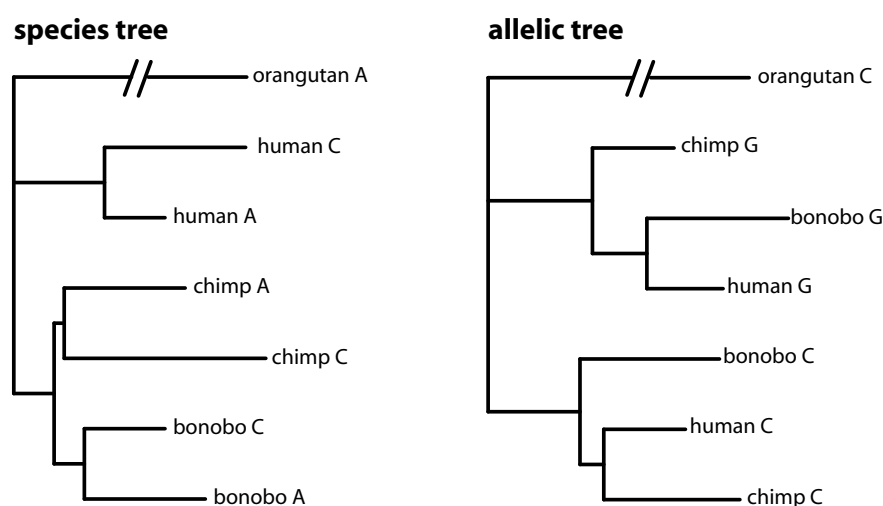 species tree
orangutan A
human C
human A
chimp A
chimp C
bonobo C
bonobo A
allelic tree
orangutan C
chimp G
bonobo G
human G
bonobo C
human C
chimp C